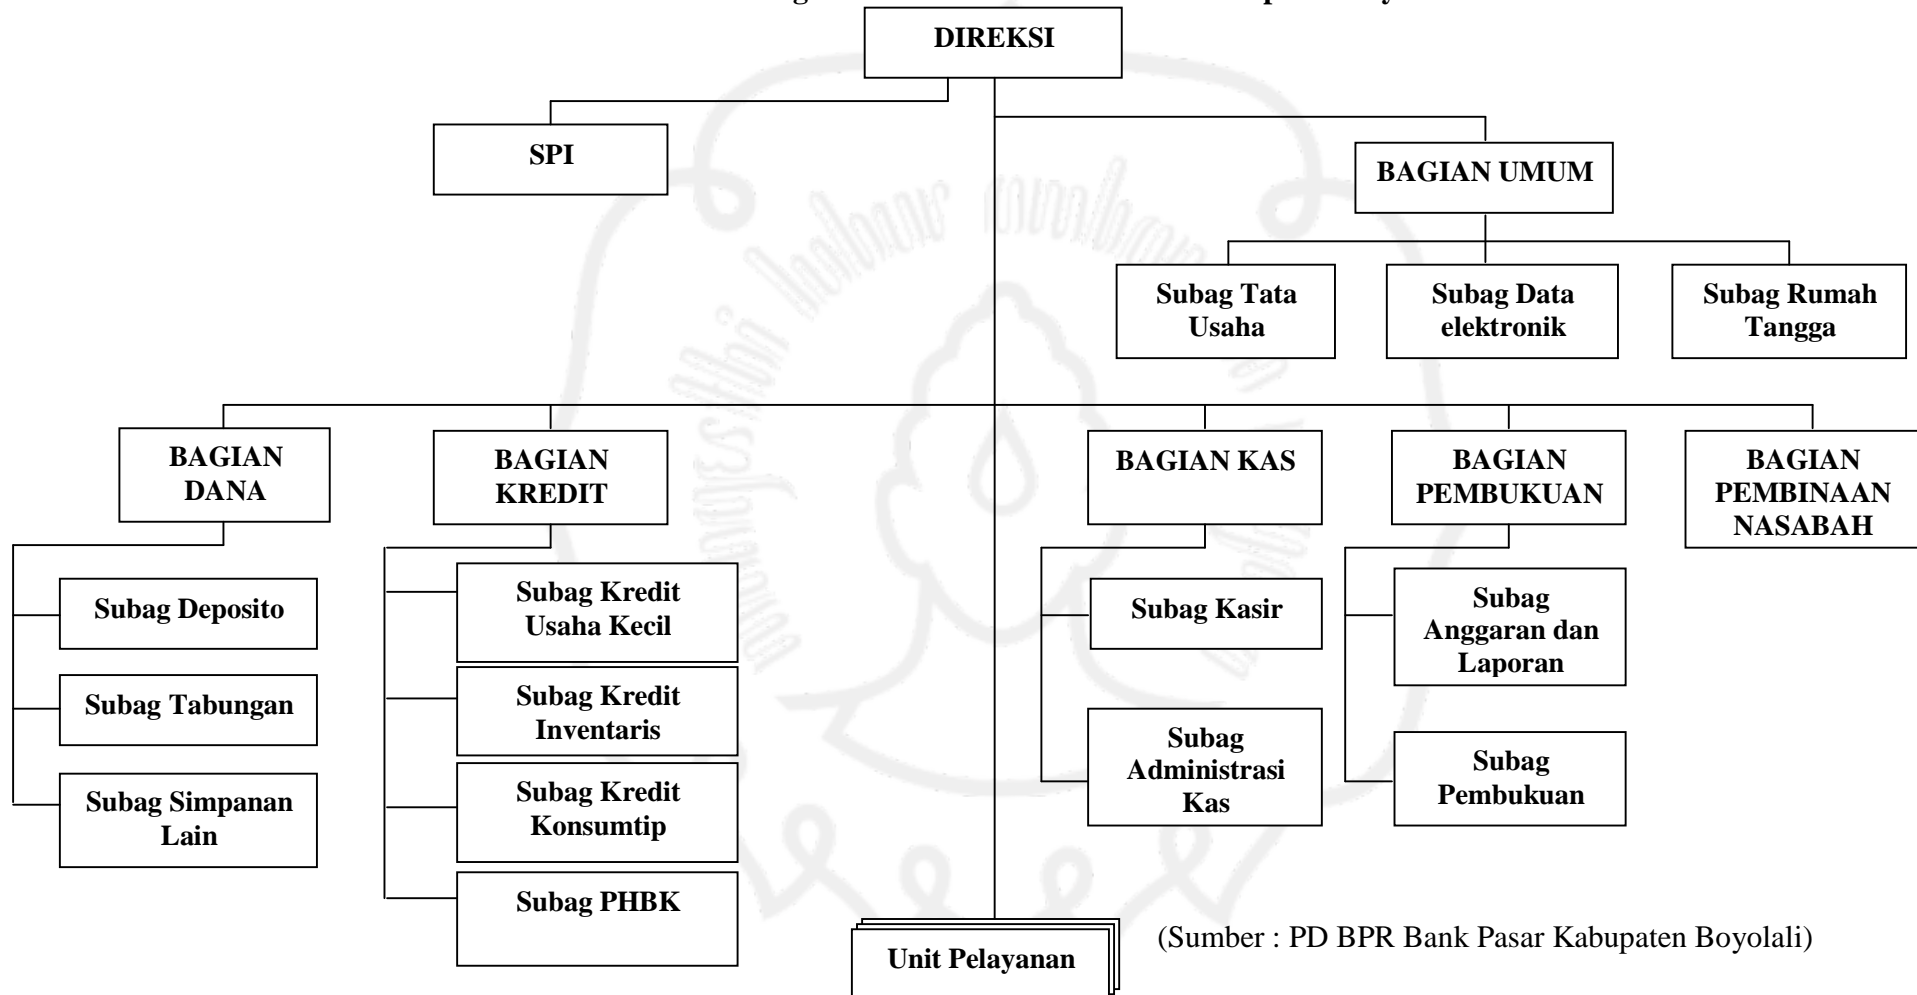 DIREKSI
SPI
BAGIAN UMUM
Subag Tata
Usaha
Subag Data
elektronik
Subag Rumah
Tangga
BAGIAN
DANA
BAGIAN
KREDIT
BAGIAN KAS
BAGIAN
PEMBUKUAN
BAGIAN
PEMBINAAN
NASABAH
Subag Deposito
Subag Tabungan
Subag Simpanan
Lain
Subag Kredit
Usaha Kecil
Subag Kredit
Inventaris
Subag Kredit
Konsumtip
Subag PHBK
Subag Kasir
Subag
Administrasi
Kas
Subag
Anggaran dan
Laporan
Subag
Pembukuan
Unit Pelayanan
(Sumber : PD BPR Bank Pasar Kabupaten Boyolali)